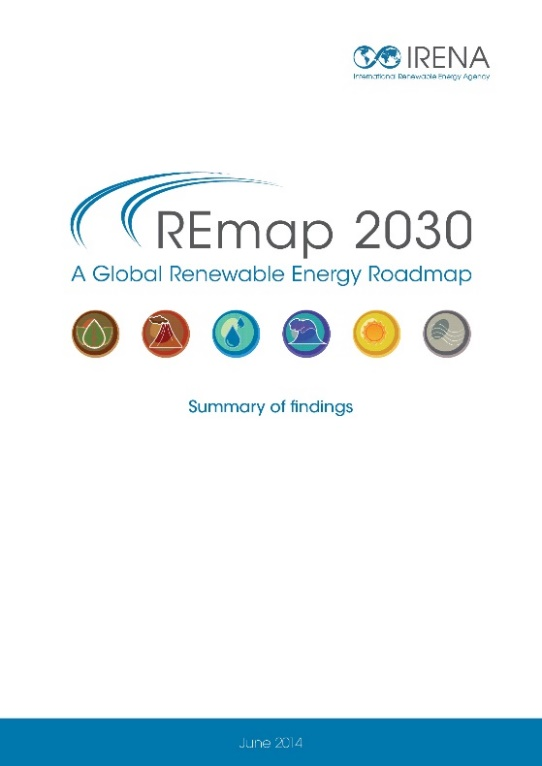 IRENA
International Renewable Energy Agency
REmap 2030
A Global Renewable Energy Roadmap
Summary of findings
June 2014